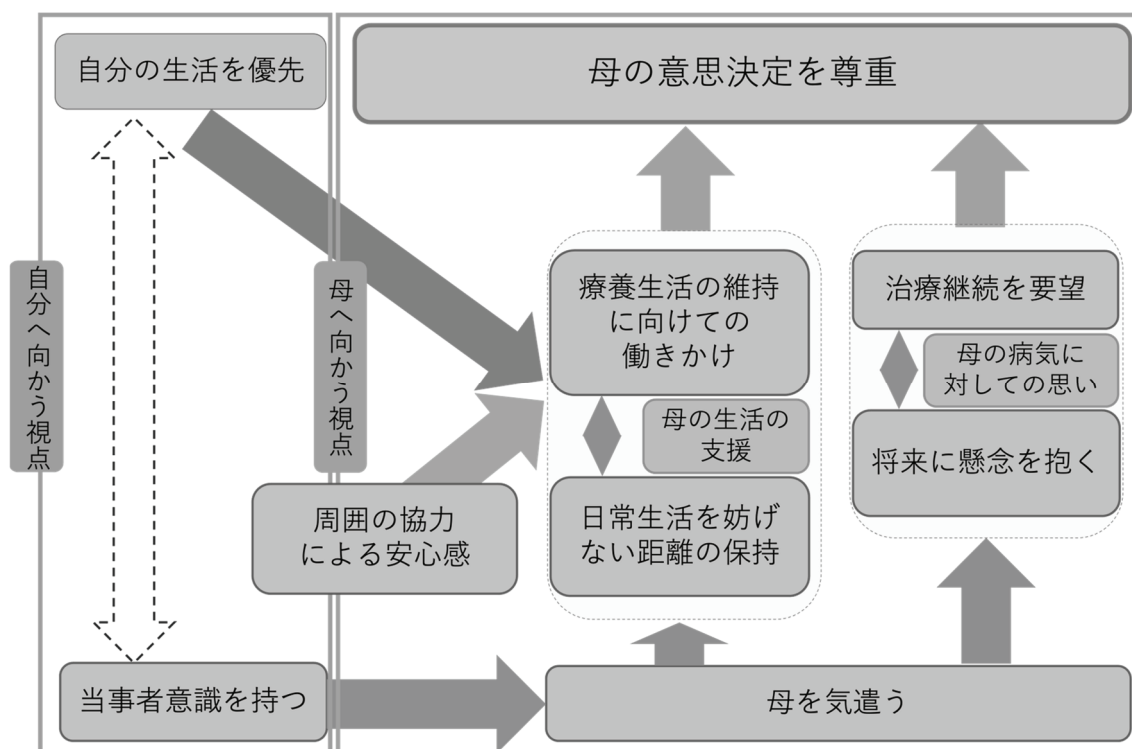 自分の生活を優先
母の意思決定を尊重
自分へ向かう視点
母へ向かう視点
療養生活の維持
に向けての
働きかけ
母の生活の
支援
日常生活を妨げ
ない距離の保持
治療継続を要望
母の病気に
対しての思い
将来に懸念を抱く
周囲の協力
による安心感
当事者意識を持つ
母を気遣う